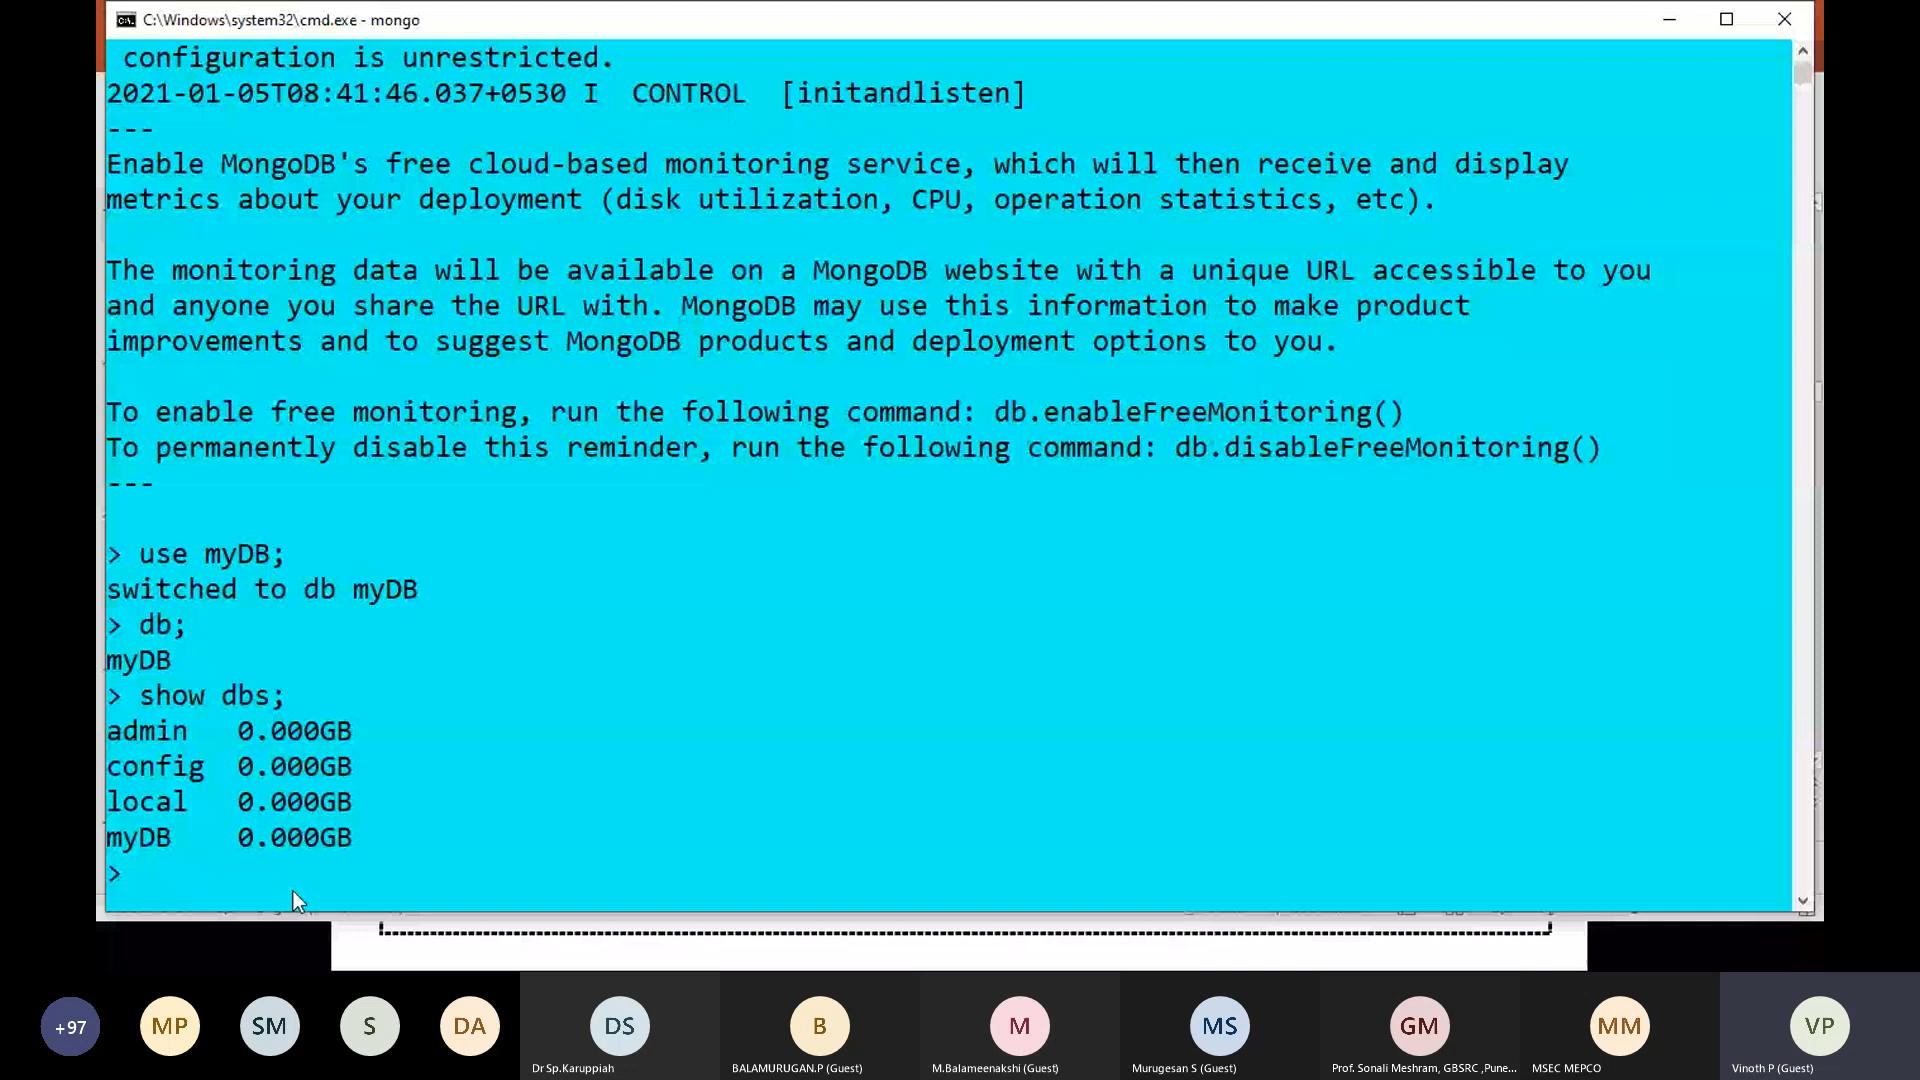 C:\Windows\system32\cmd.exe - mongo
configuration is unrestricted.
2021-01-05T08:41:46.037+0530 I  CONTROL  [initandlisten]
---
Enable MongoDB's free cloud-based monitoring service, which will then receive and display
metrics about your deployment (disk utilization, CPU, operation statistics, etc).
The monitoring data will be available on a MongoDB website with a unique URL accessible to you
and anyone you share the URL with. MongoDB may use this information to make product
improvements and to suggest MongoDB products and deployment options to you.
To enable free monitoring, run the following command: db.enableFreeMonitoring()
To permanently disable this reminder, run the following command: db.disableFreeMonitoring()
---
> use myDB;
switched to db myDB
> db;
myDB
> show dbs;
admin   0.000GB
config  0.000GB
local   0.000GB
myDB    0.000GB
>
+97 MP SM S DA DS B M MS GM MM VP
Dr Sp.Karuppiah BALAMURUGAN.P (Guest) M.Balameenakshi (Guest) Murugesan S (Guest) Prof. Sonali Meshram, GBSRC ,Pune... MSEC MEPCO Vinoth P (Guest)